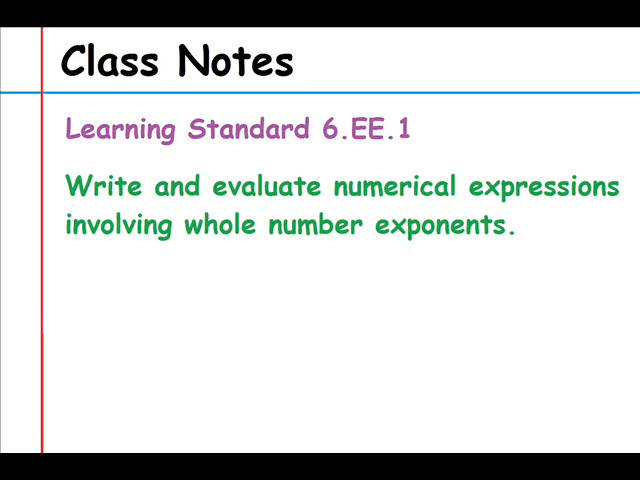 Class Notes
Learning Standard 6.EE.1
Write and evaluate numerical expressions
involving whole number exponents.